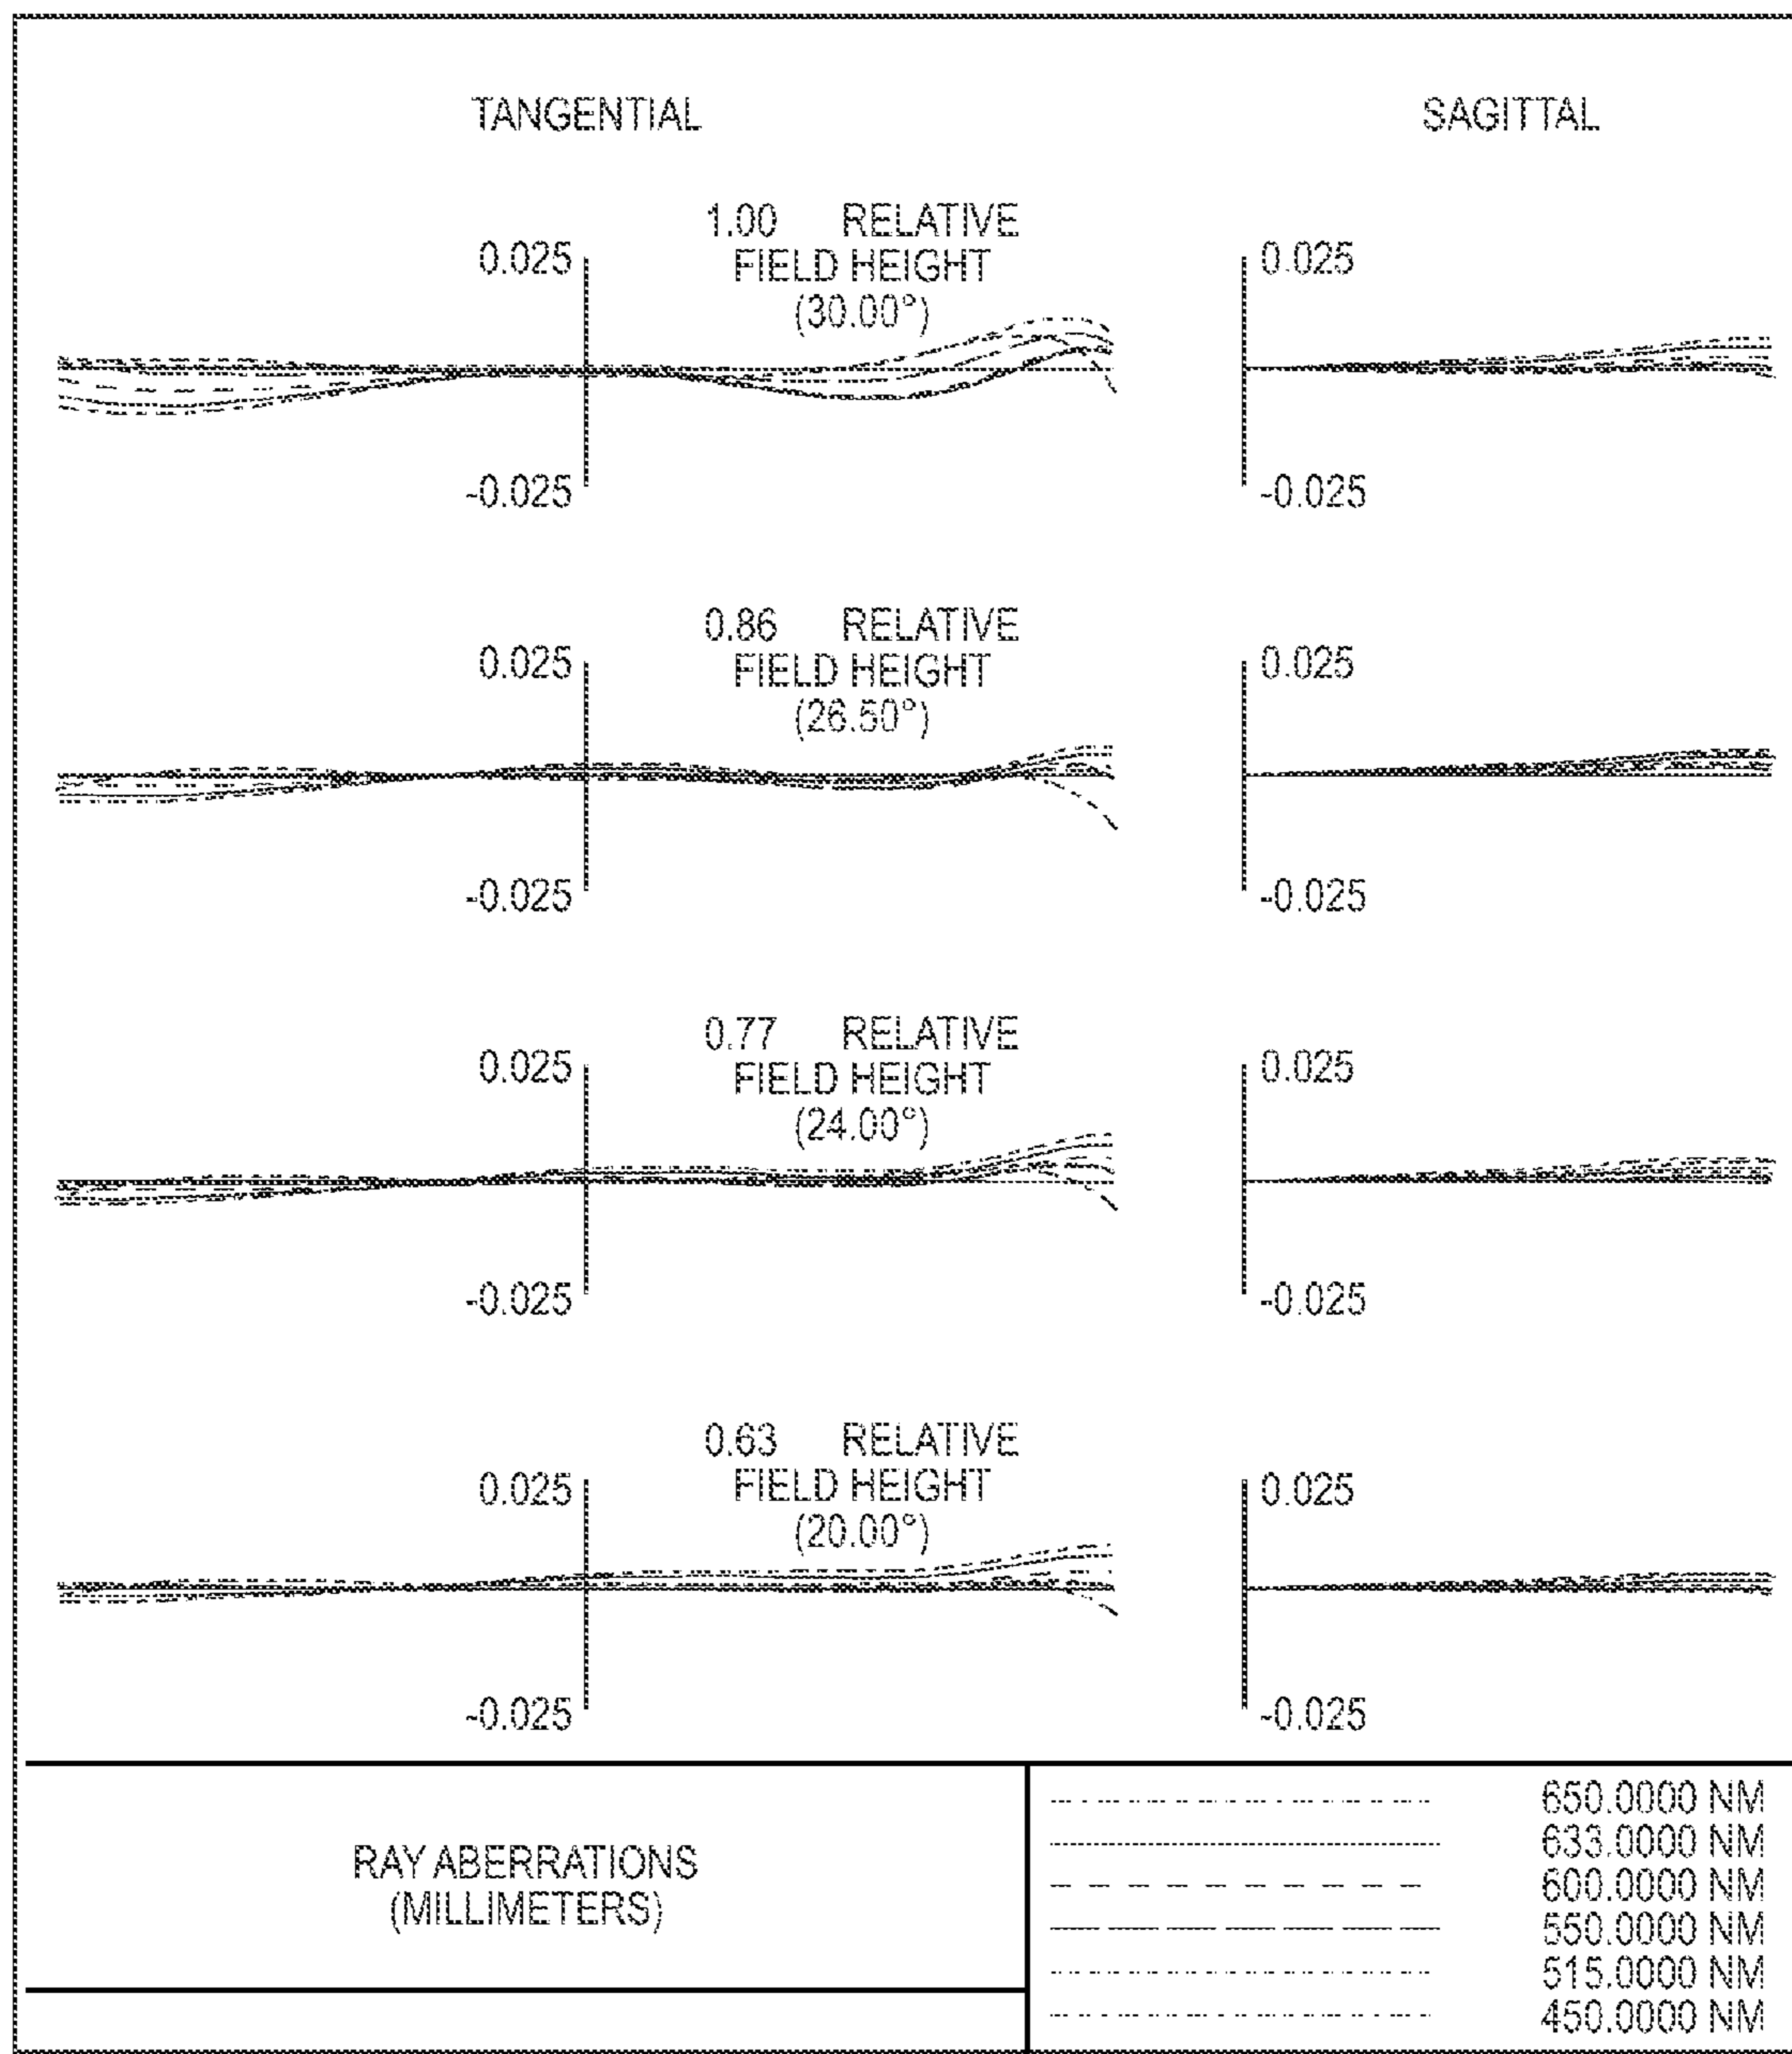 TANGENTIAL SAGITTAL
1.00 RELATIVE
FIELD HEIGHT
(30.00°)
0.025 0.025
-0.025 -0.025
0.86 RELATIVE
FIELD HEIGHT
(26.50°)
0.025 0.025
-0.025 -0.025
0.77 RELATIVE
FIELD HEIGHT
(24.00°)
0.025 0.025
-0.025 -0.025
0.63 RELATIVE
FIELD HEIGHT
(20.00°)
0.025 0.025
-0.025 -0.025
RAY ABERRATIONS
(MILLIMETERS)
650.0000 NM
633.0000 NM
600.0000 NM
550.0000 NM
515.0000 NM
450.0000 NM